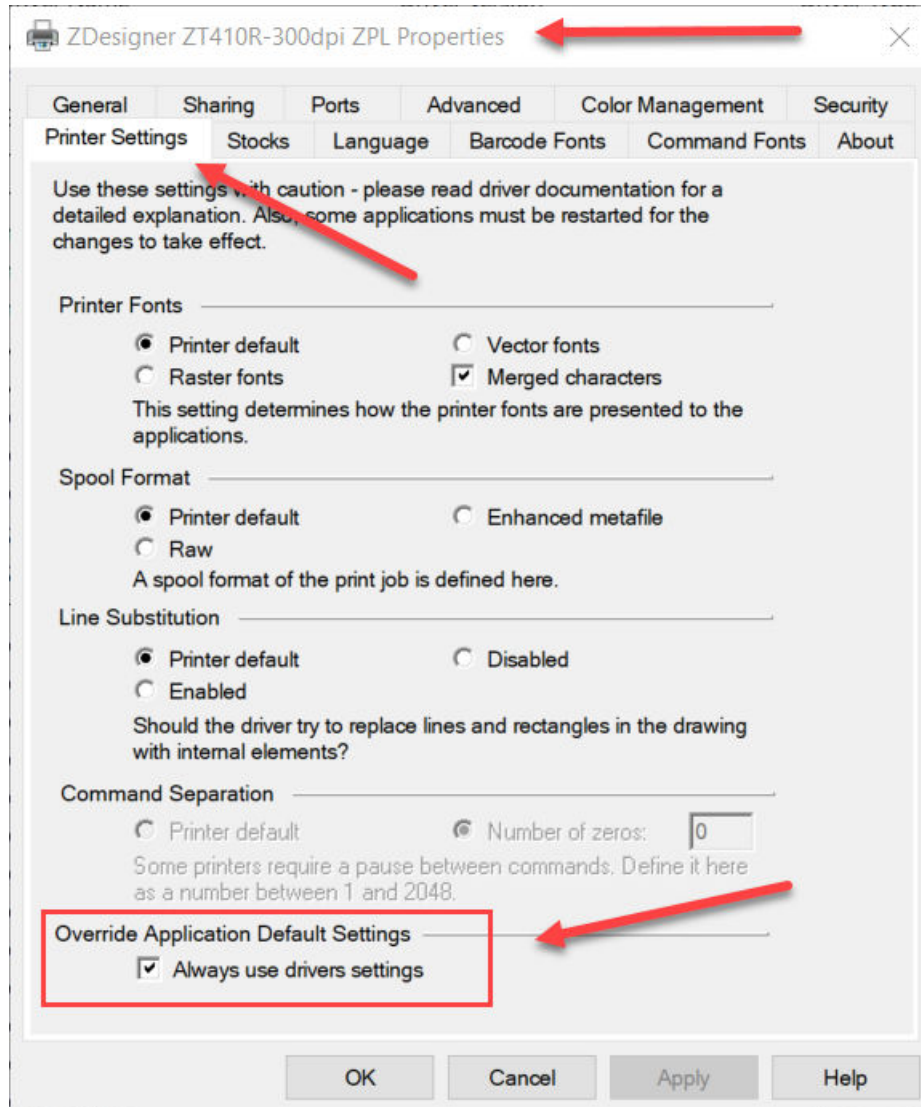 ZDesigner ZT410R-300dpi ZPL Properties
General Sharing Ports Advanced Color Management Security
Printer Settings Stocks Language Barcode Fonts Command Fonts About
Use these settings with caution - please read driver documentation for a
detailed explanation. Also, some applications must be restarted for the
changes to take effect.
Printer Fonts
Printer default Vector fonts
Raster fonts Merged characters
This setting determines how the printer fonts are presented to the
applications.
Spool Format
Printer default Enhanced metafile
Raw
A spool format of the print job is defined here.
Line Substitution
Printer default Disabled
Enabled
Should the driver try to replace lines and rectangles in the drawing
with internal elements?
Command Separation
Printer default Number of zeros: 0
Some printers require a pause between commands. Define it here
as a number between 1 and 2048.
Override Application Default Settings
Always use drivers settings
OK Cancel Apply Help